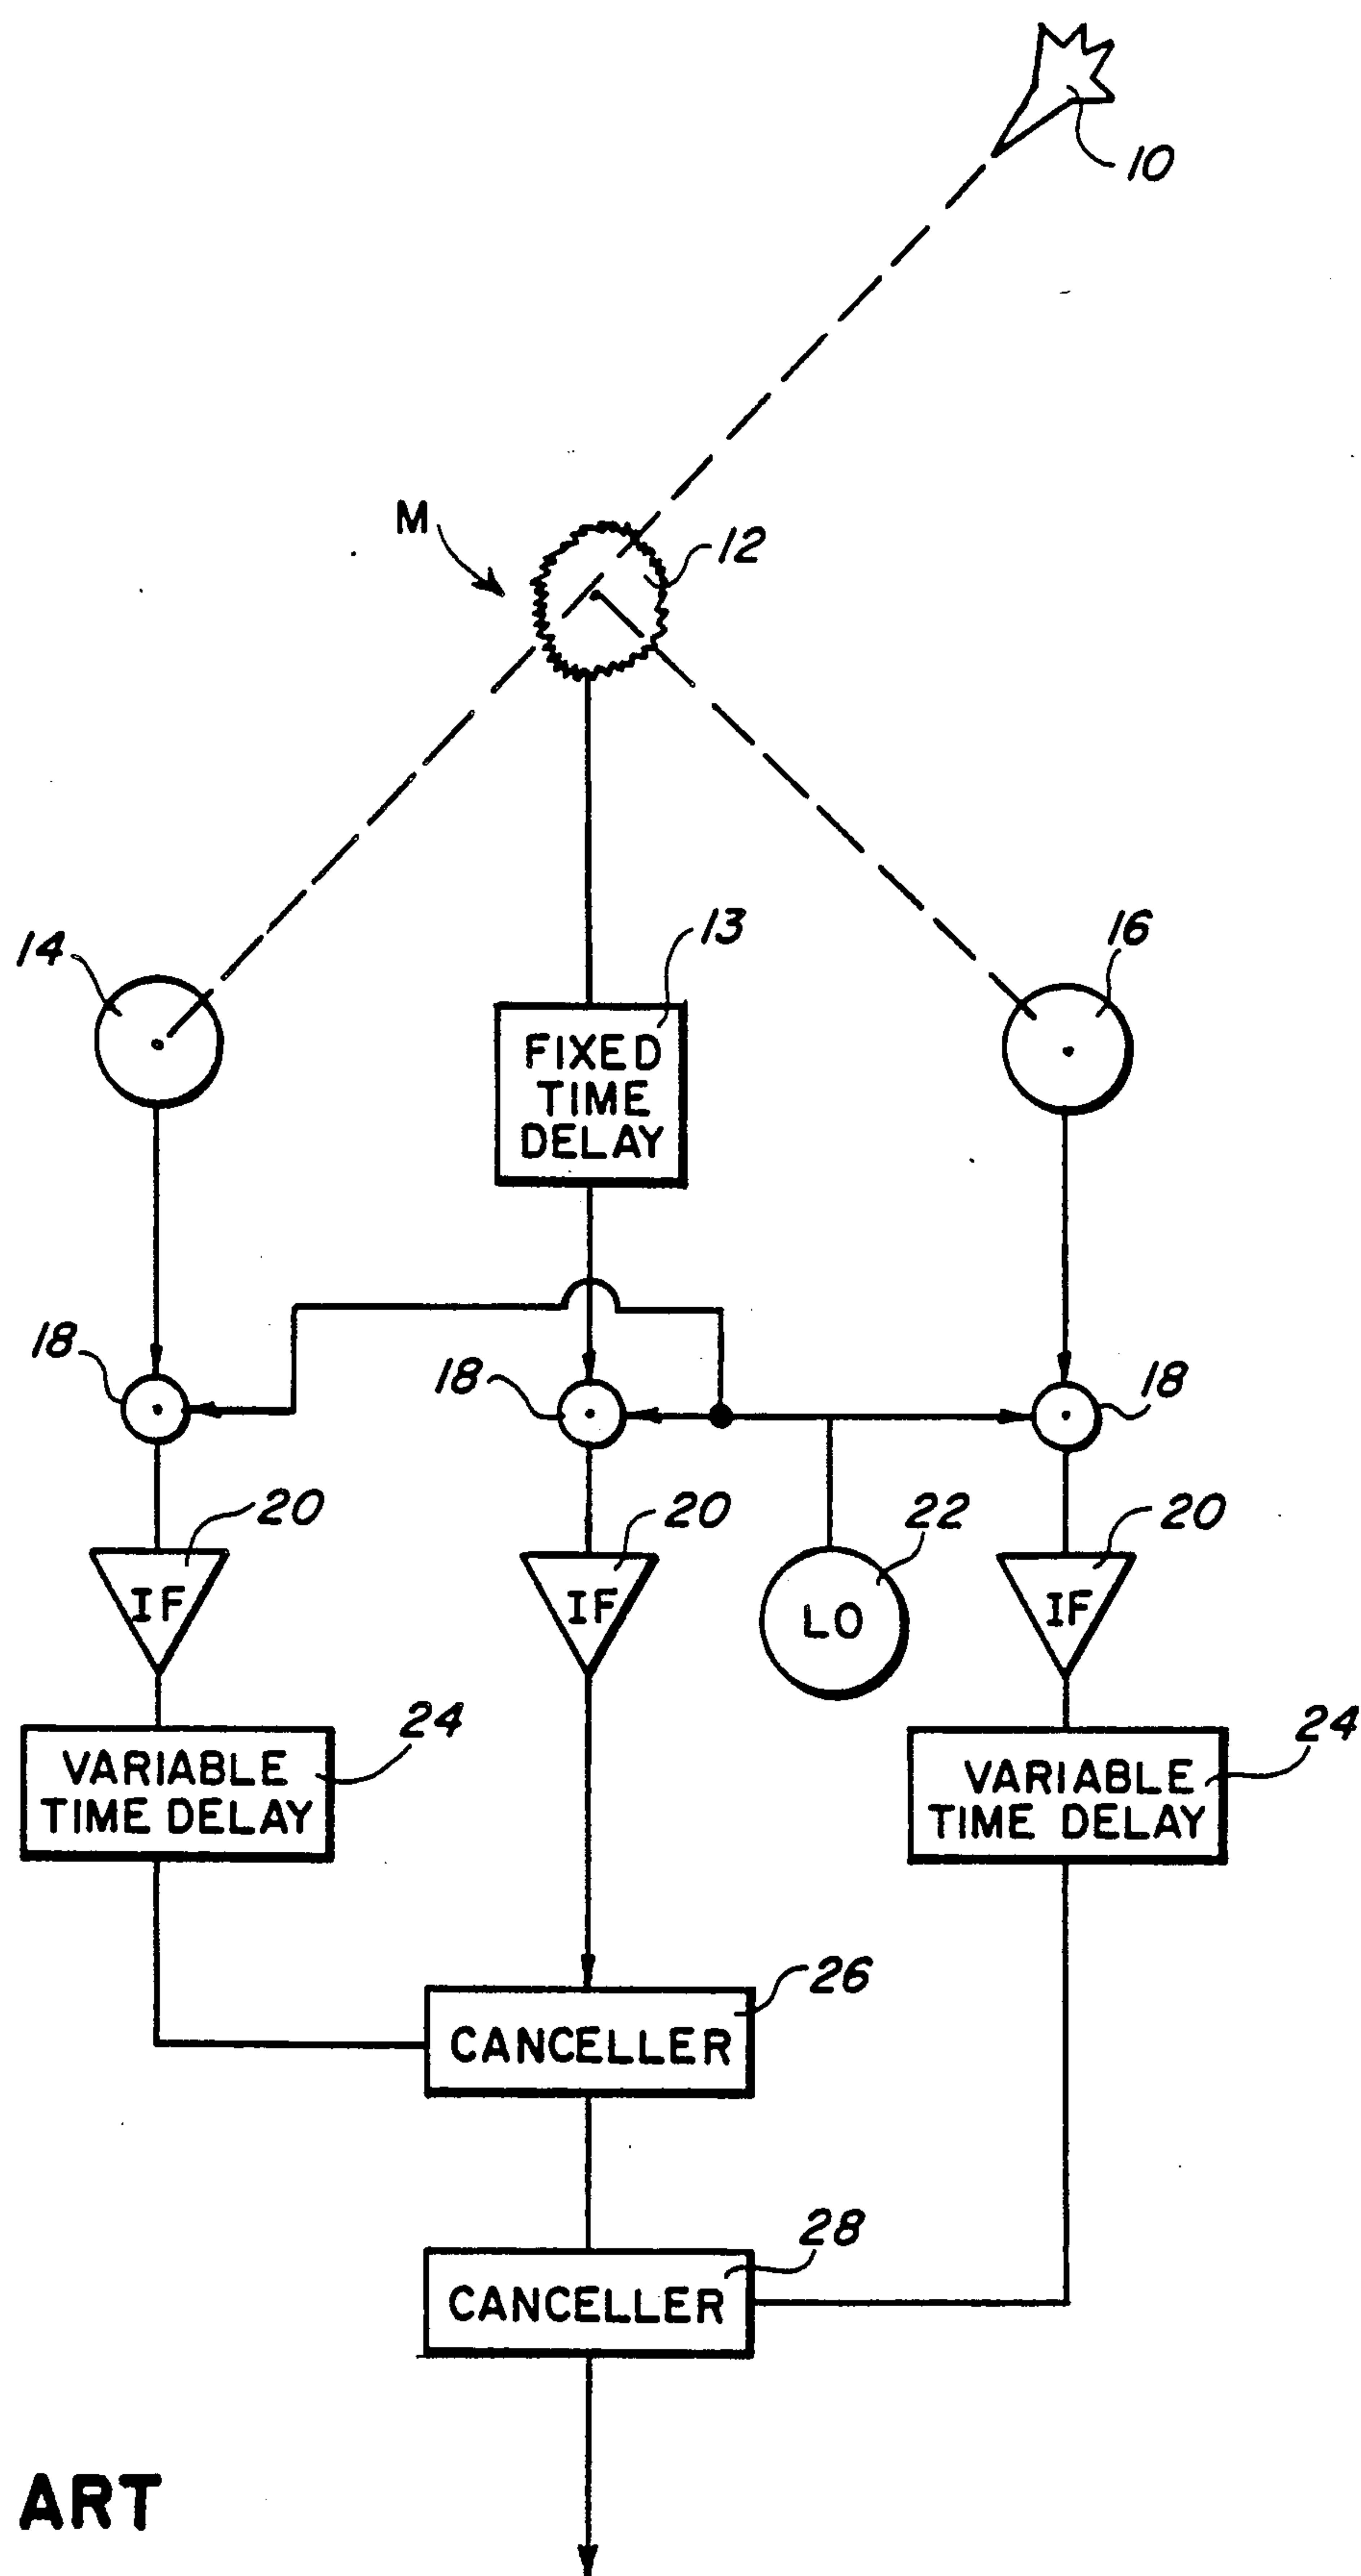 10
M
12
13
14
16
FIXED
TIME
DELAY
18
18
18
20
20
22
20
IF
IF
LO
IF
24
24
VARIABLE
TIME DELAY
VARIABLE
TIME DELAY
26
CANCELLER
28
CANCELLER
ART